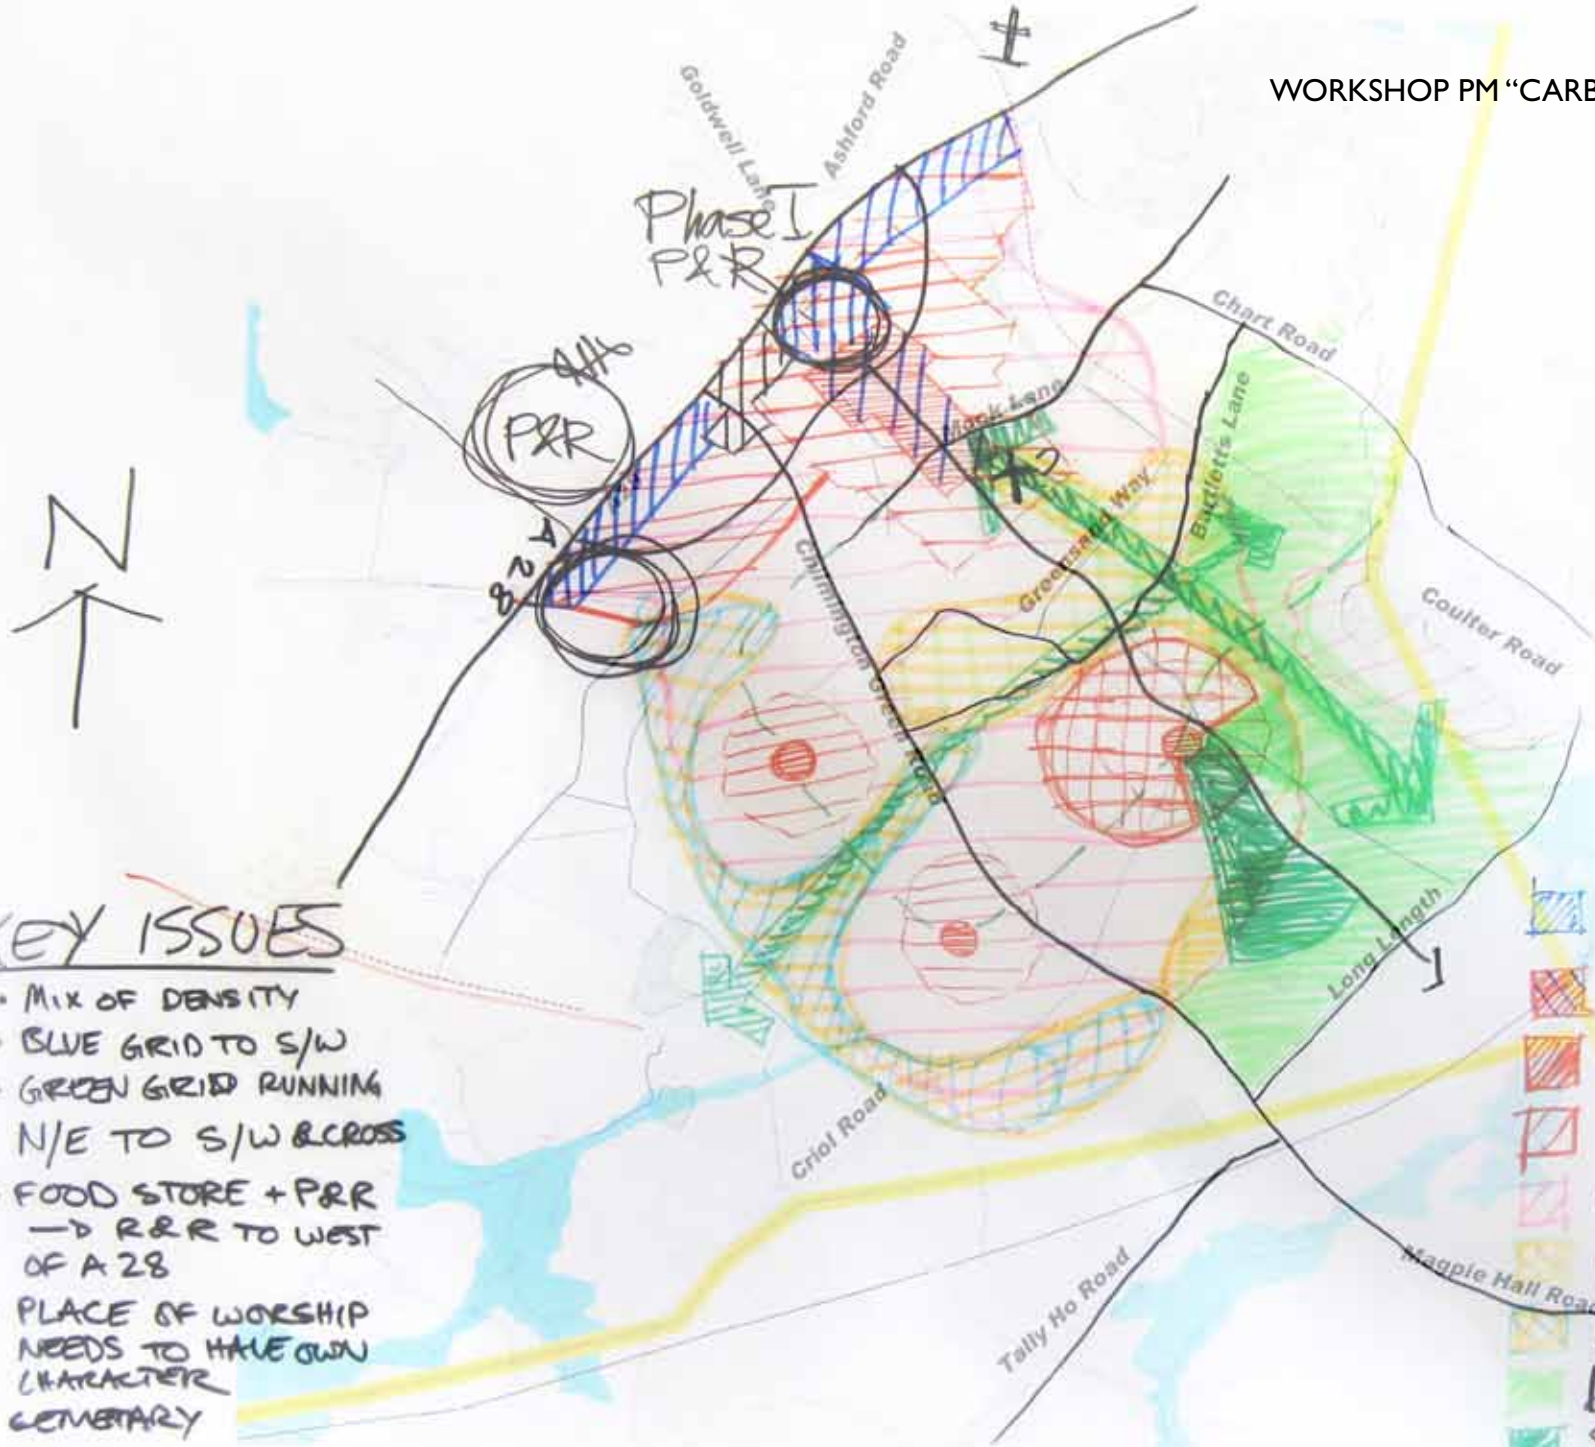 WORKSHOP PM “CARB
Goldwell Lane
Ashford Road
Phase I
P&R
Chart Road
P&R
Mock Lane
Bartletts Lane
N
A28
Greensand Way
Chilmington Green Road
Coulter Road
KEY ISSUES
MIX OF DENSITY
BLUE GRID TO S/W
GREEN GRID RUNNING
N/E TO S/W & CROSS
FOOD STORE + P&R
→ R&R TO WEST
OF A28
PLACE OF WORSHIP
NEEDS TO HAVE OWN
CHARACTER
CEMETARY
Long Length
Criol Road
Tally Ho Road
Magpie Hall Road